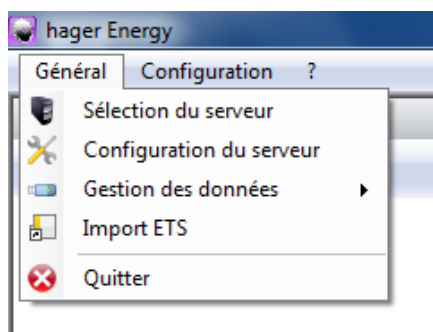 hager Energy
Général Configuration ?
Sélection du serveur
Configuration du serveur
Gestion des données
Import ETS
Quitter